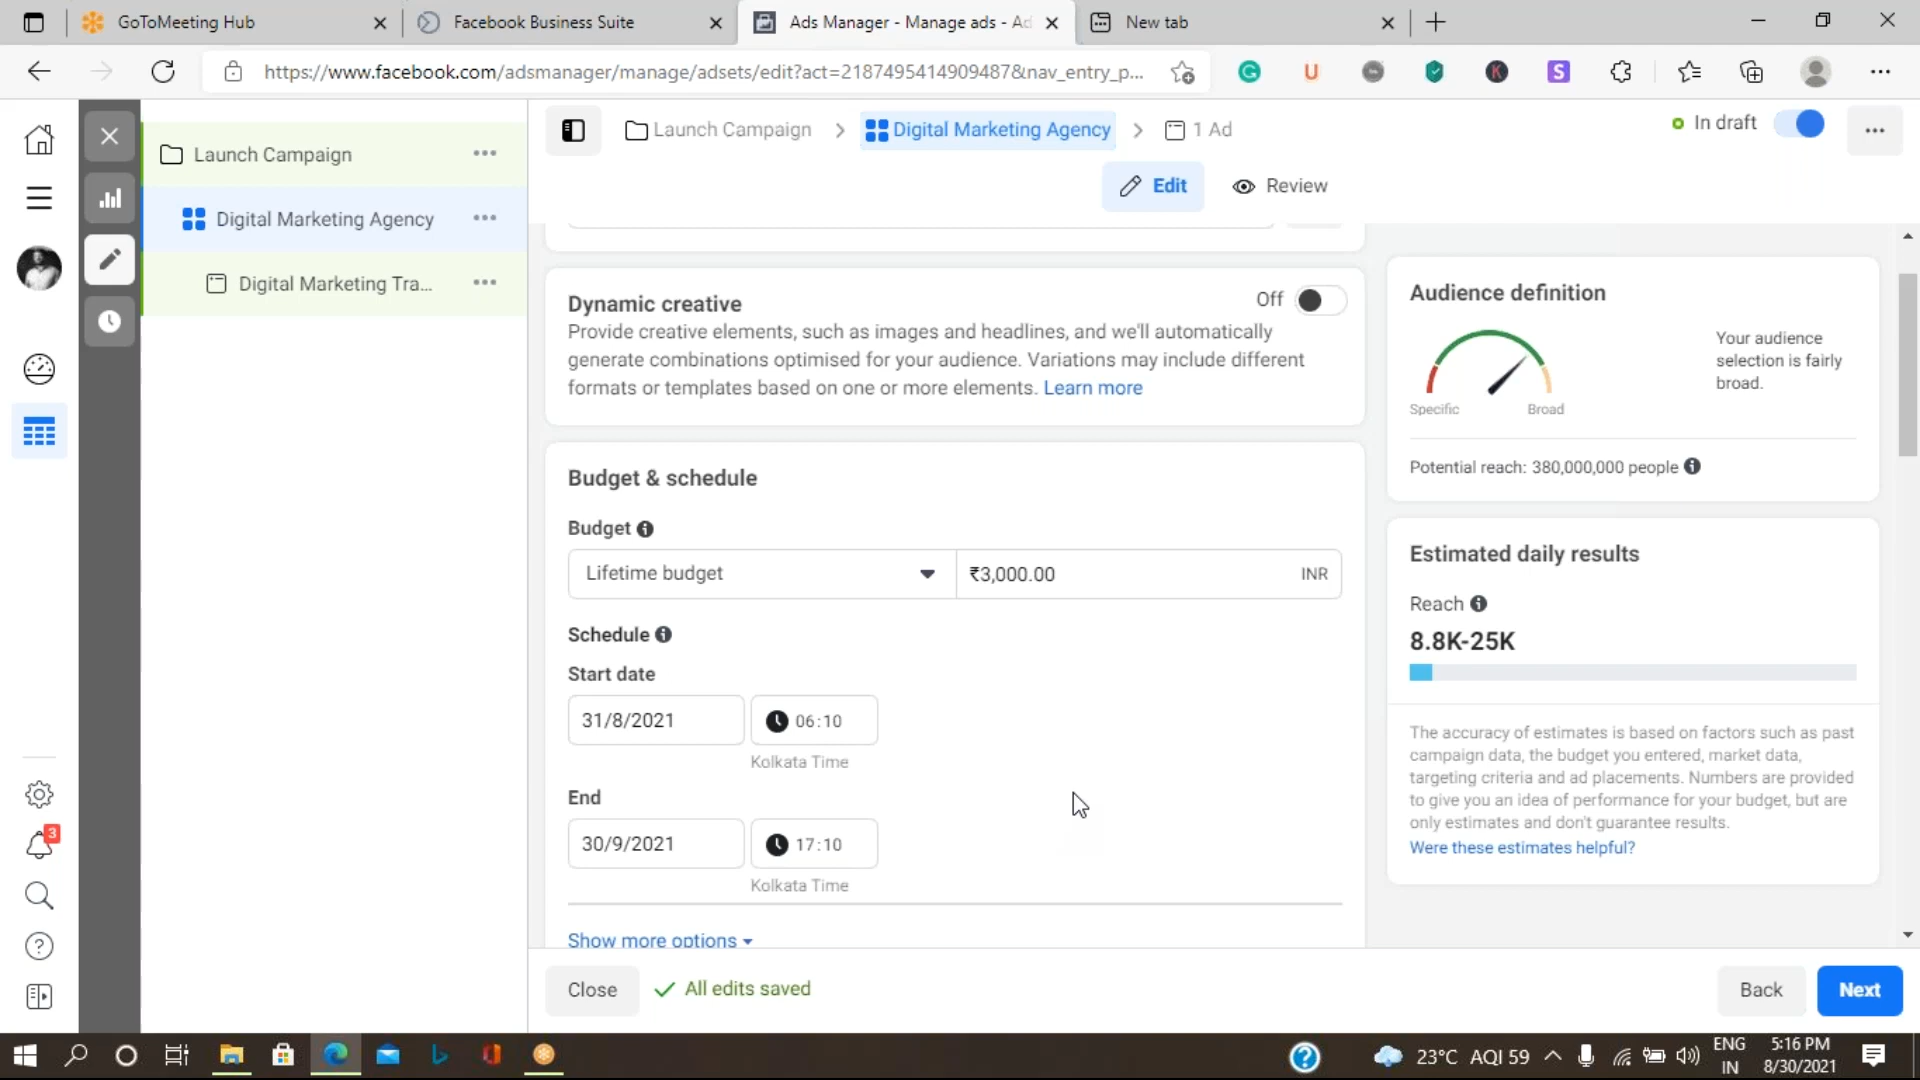 GoToMeeting Hub
Facebook Business Suite
Ads Manager - Manage ads - Ad
New tab
https://www.facebook.com/adsmanager/manage/adsets/edit?act=2187495414909487&nav_entry_p...
G
U
K
S
Launch Campaign
Digital Marketing Agency
Digital Marketing Tra...
Launch Campaign
Digital Marketing Agency
1 Ad
In draft
Edit
Review
Dynamic creative
Off
Provide creative elements, such as images and headlines, and we'll automatically
generate combinations optimised for your audience. Variations may include different
formats or templates based on one or more elements. Learn more
Budget & schedule
Budget
Lifetime budget
₹3,000.00
INR
Schedule
Start date
31/8/2021
06:10
Kolkata Time
End
30/9/2021
17:10
Kolkata Time
Show more options
Audience definition
Your audience
selection is fairly
broad.
Specific
Broad
Potential reach: 380,000,000 people
Estimated daily results
Reach
8.8K-25K
The accuracy of estimates is based on factors such as past
campaign data, the budget you entered, market data,
targeting criteria and ad placements. Numbers are provided
to give you an idea of performance for your budget, but are
only estimates and don't guarantee results.
Were these estimates helpful?
3
Close
All edits saved
Back
Next
23°C AQI 59
ENG
IN
5:16 PM
8/30/2021